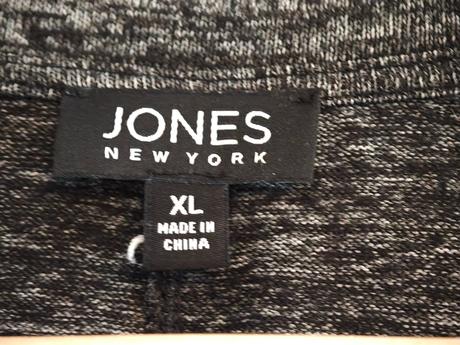 JONES
NEW YORK
XL
MADE IN
CHINA